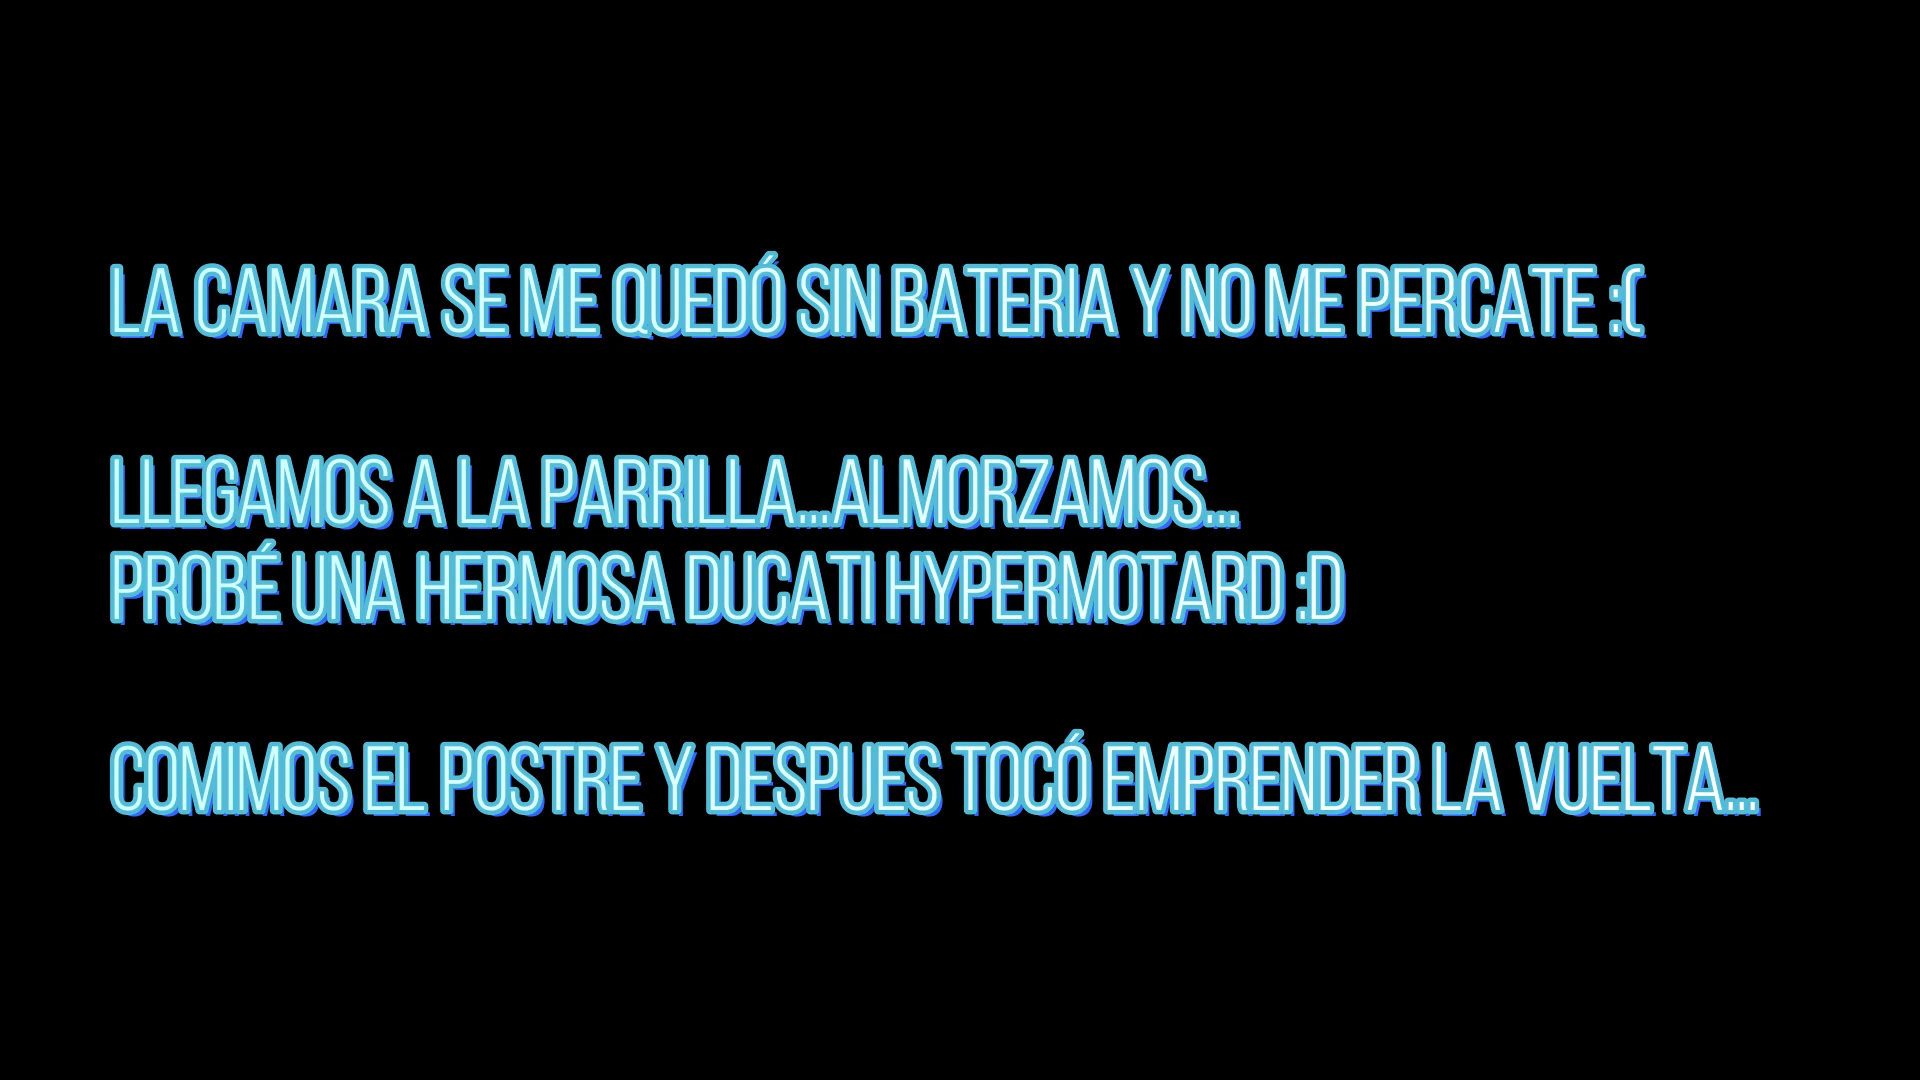 LA CAMARA SE ME QUEDÓ SIN BATERIA Y NO ME PERCATE :(
LLEGAMOS A LA PARRILLA...ALMORZAMOS...
PROBÉ UNA HERMOSA DUCATI HYPERMOTARD :D
COMIMOS EL POSTRE Y DESPUES TOCÓ EMPRENDER LA VUELTA...